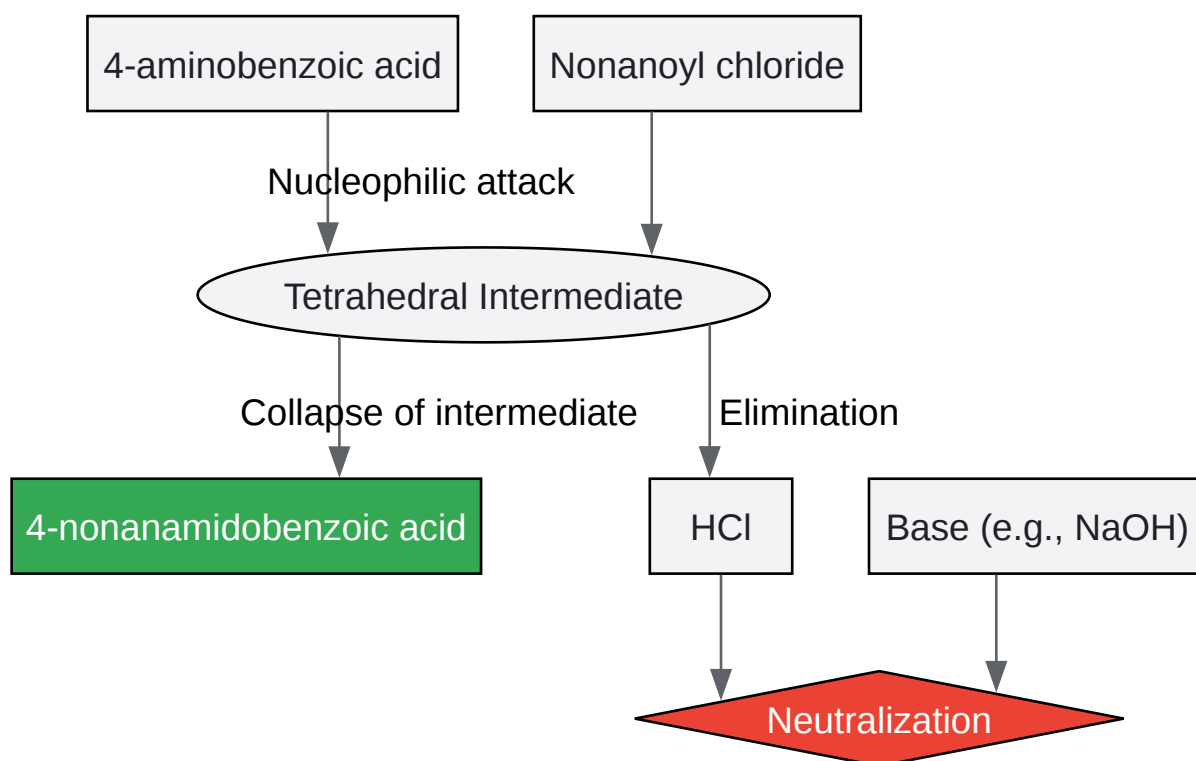 4-aminobenzoic acid
Nonanoyl chloride
Nucleophilic attack
Tetrahedral Intermediate
Collapse of intermediate
Elimination
4-nonanamidobenzoic acid
HCl
Base (e.g., NaOH)
Neutralization